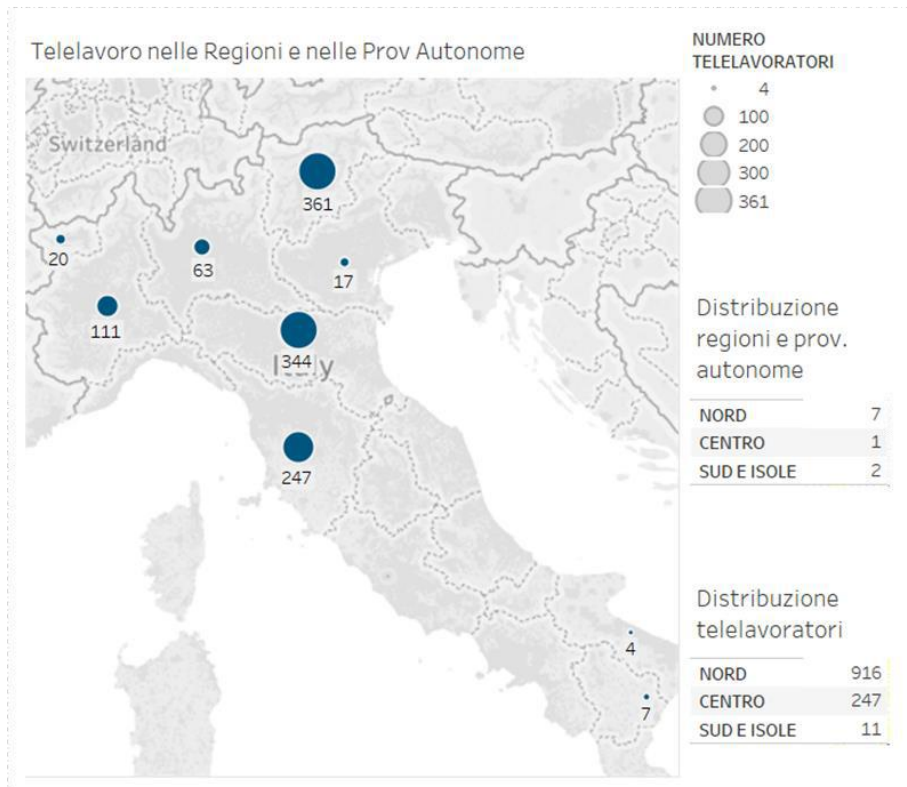 Telelavoro nelle Regioni e nelle Prov Autonome
NUMERO
TELELAVORATORI
4
100
200
300
361
Switzerland
361
20
63
17
111
344
Italy
247
4
7
Distribuzione
regioni e prov.
autonome
NORD 7
CENTRO 1
SUD E ISOLE 2
Distribuzione
telelavoratori
NORD 916
CENTRO 247
SUD E ISOLE 11